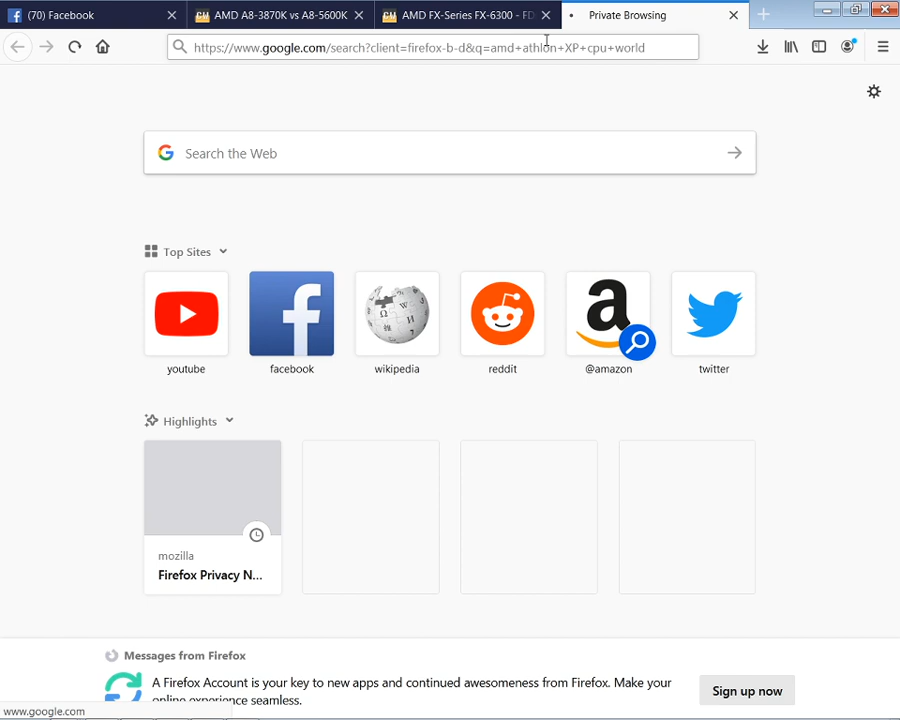 (70) Facebook
AMD A8-3870K vs A8-5600K
AMD FX-Series FX-6300 - FD
Private Browsing
https://www.google.com/search?client=firefox-b-d&q=amd+athlon+XP+cpu+world
Search the Web
Top Sites
youtube
facebook
wikipedia
reddit
@amazon
twitter
Highlights
mozilla
Firefox Privacy N...
Messages from Firefox
A Firefox Account is your key to new apps and continued awesomeness from Firefox. Make your
online experience seamless.
Sign up now
www.google.com